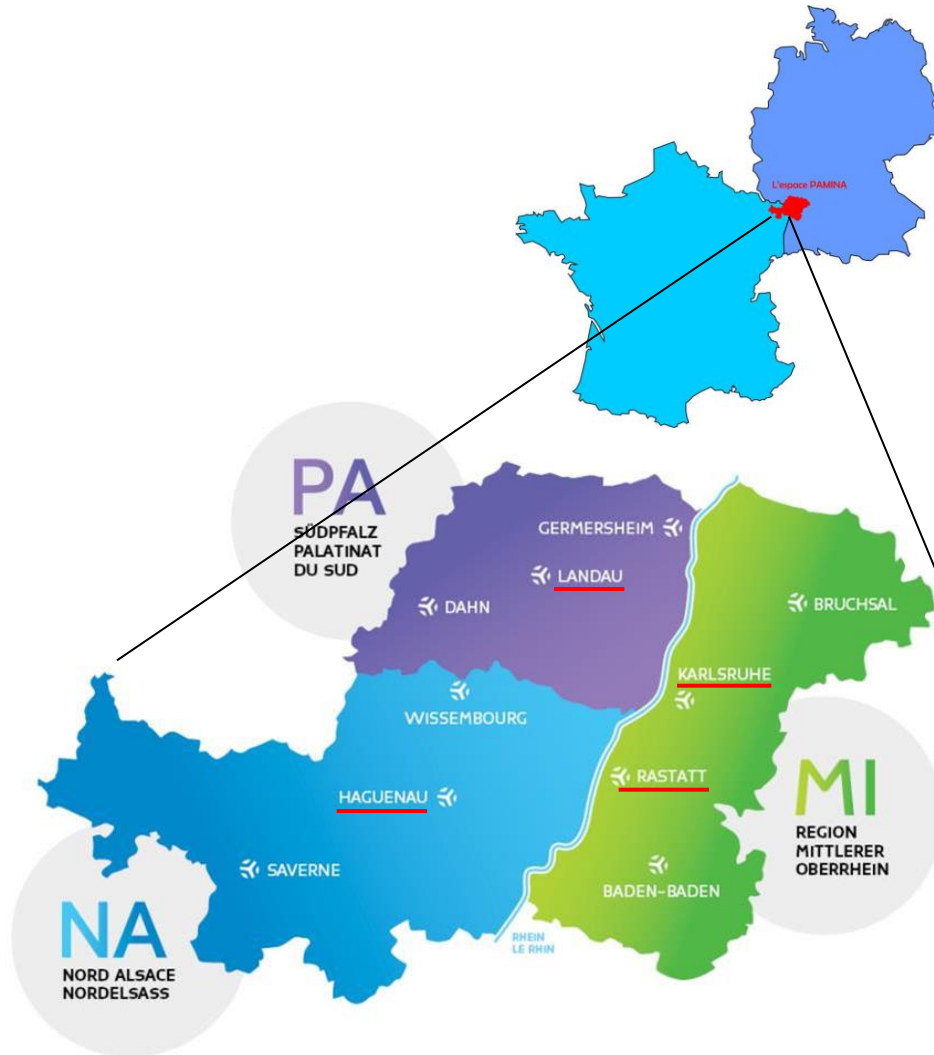 L'espace PAMINA
PA
SÜDPFALZ
PALATINAT
DU SUD
GERMERSHEIM
LANDAU
DAHN
BRUCHSAL
KARLSRUHE
WISSEMBOURG
RASTATT
HAGUENAU
MI
REGION
MITTLERER
OBERRHEIN
SAVERNE
BADEN-BADEN
NA
NORD ALSACE
NORDELSASS
RHEIN
LE RHIN